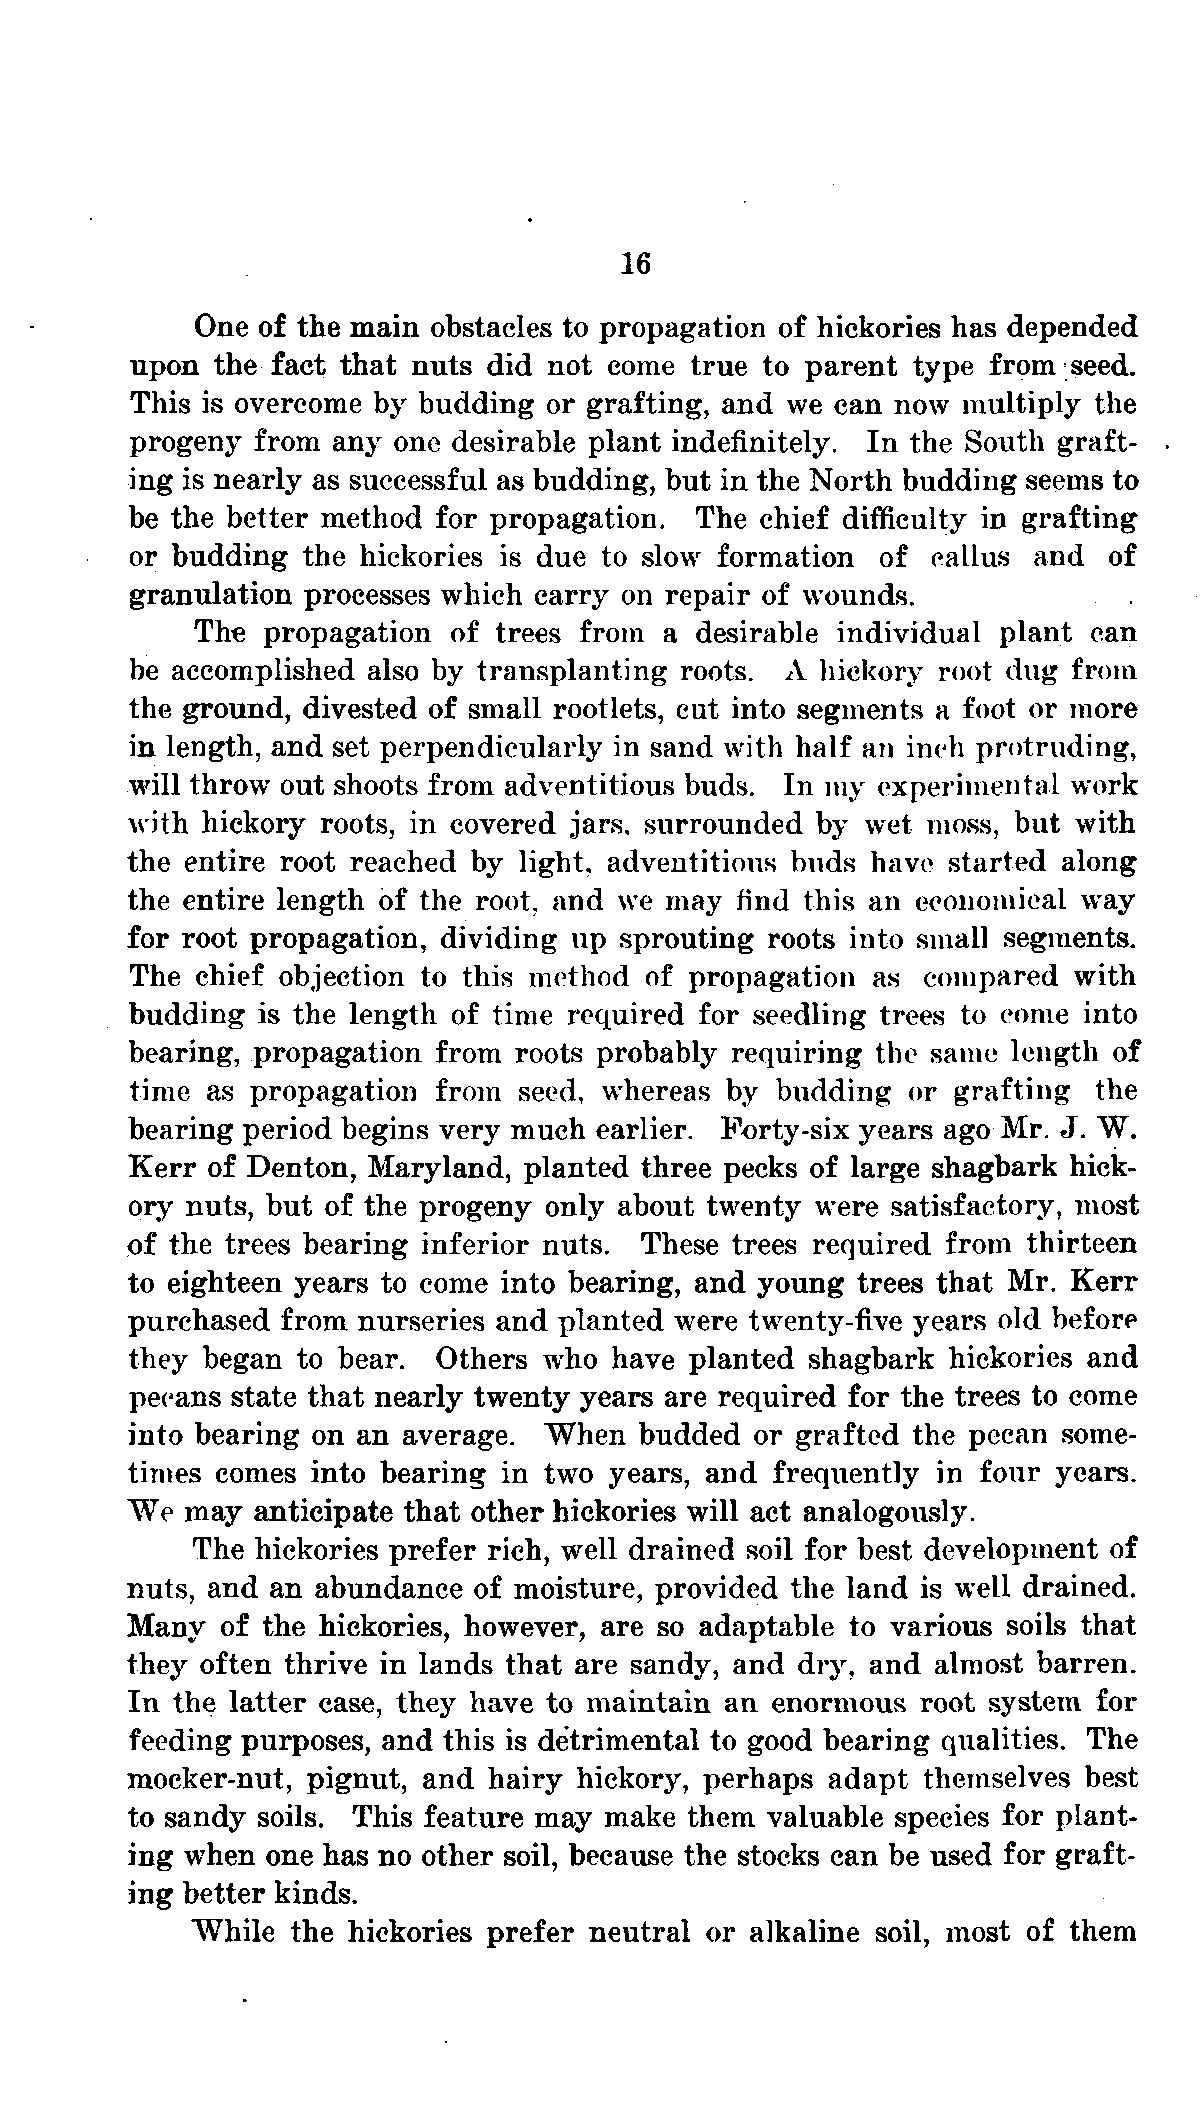 16
One of the main obstacles to propagation of hickories has depended
upon the fact that nuts did not come true to parent type from seed.
This is overcome by budding or grafting, and we can now multiply the
progeny from any one desirable plant indefinitely. In the South graft-
ing is nearly as successful as budding, but in the North budding seems to
be the better method for propagation. The chief difficulty in grafting
or budding the hickories is due to slow formation of callus and of
granulation processes which carry on repair of wounds.
The propagation of trees from a desirable individual plant can
be accomplished also by transplanting roots. A hickory root dug from
the ground, divested of small rootlets, cut into segments a foot or more
in length, and set perpendicularly in sand with half an inch protruding,
will throw out shoots from adventitious buds. In my experimental work
with hickory roots, in covered jars, surrounded by wet moss, but with
the entire root reached by light, adventitious buds have started along
the entire length of the root, and we may find this an economical way
for root propagation, dividing up sprouting roots into small segments.
The chief objection to this method of propagation as compared with
budding is the length of time required for seedling trees to come into
bearing, propagation from roots probably requiring the same length of
time as propagation from seed, whereas by budding or grafting the
bearing period begins very much earlier. Forty-six years ago Mr. J. W.
Kerr of Denton, Maryland, planted three pecks of large shagbark hick-
ory nuts, but of the progeny only about twenty were satisfactory, most
of the trees bearing inferior nuts. These trees required from thirteen
to eighteen years to come into bearing, and young trees that Mr. Kerr
purchased from nurseries and planted were twenty-five years old before
they began to bear. Others who have planted shagbark hickories and
pecans state that nearly twenty years are required for the trees to come
into bearing on an average. When budded or grafted the pecan some-
times comes into bearing in two years, and frequently in four years.
We may anticipate that other hickories will act analogously.
The hickories prefer rich, well drained soil for best development of
nuts, and an abundance of moisture, provided the land is well drained.
Many of the hickories, however, are so adaptable to various soils that
they often thrive in lands that are sandy, and dry, and almost barren.
In the latter case, they have to maintain an enormous root system for
feeding purposes, and this is detrimental to good bearing qualities. The
mocker-nut, pignut, and hairy hickory, perhaps adapt themselves best
to sandy soils. This feature may make them valuable species for plant-
ing when one has no other soil, because the stocks can be used for graft-
ing better kinds.
While the hickories prefer neutral or alkaline soil, most of them